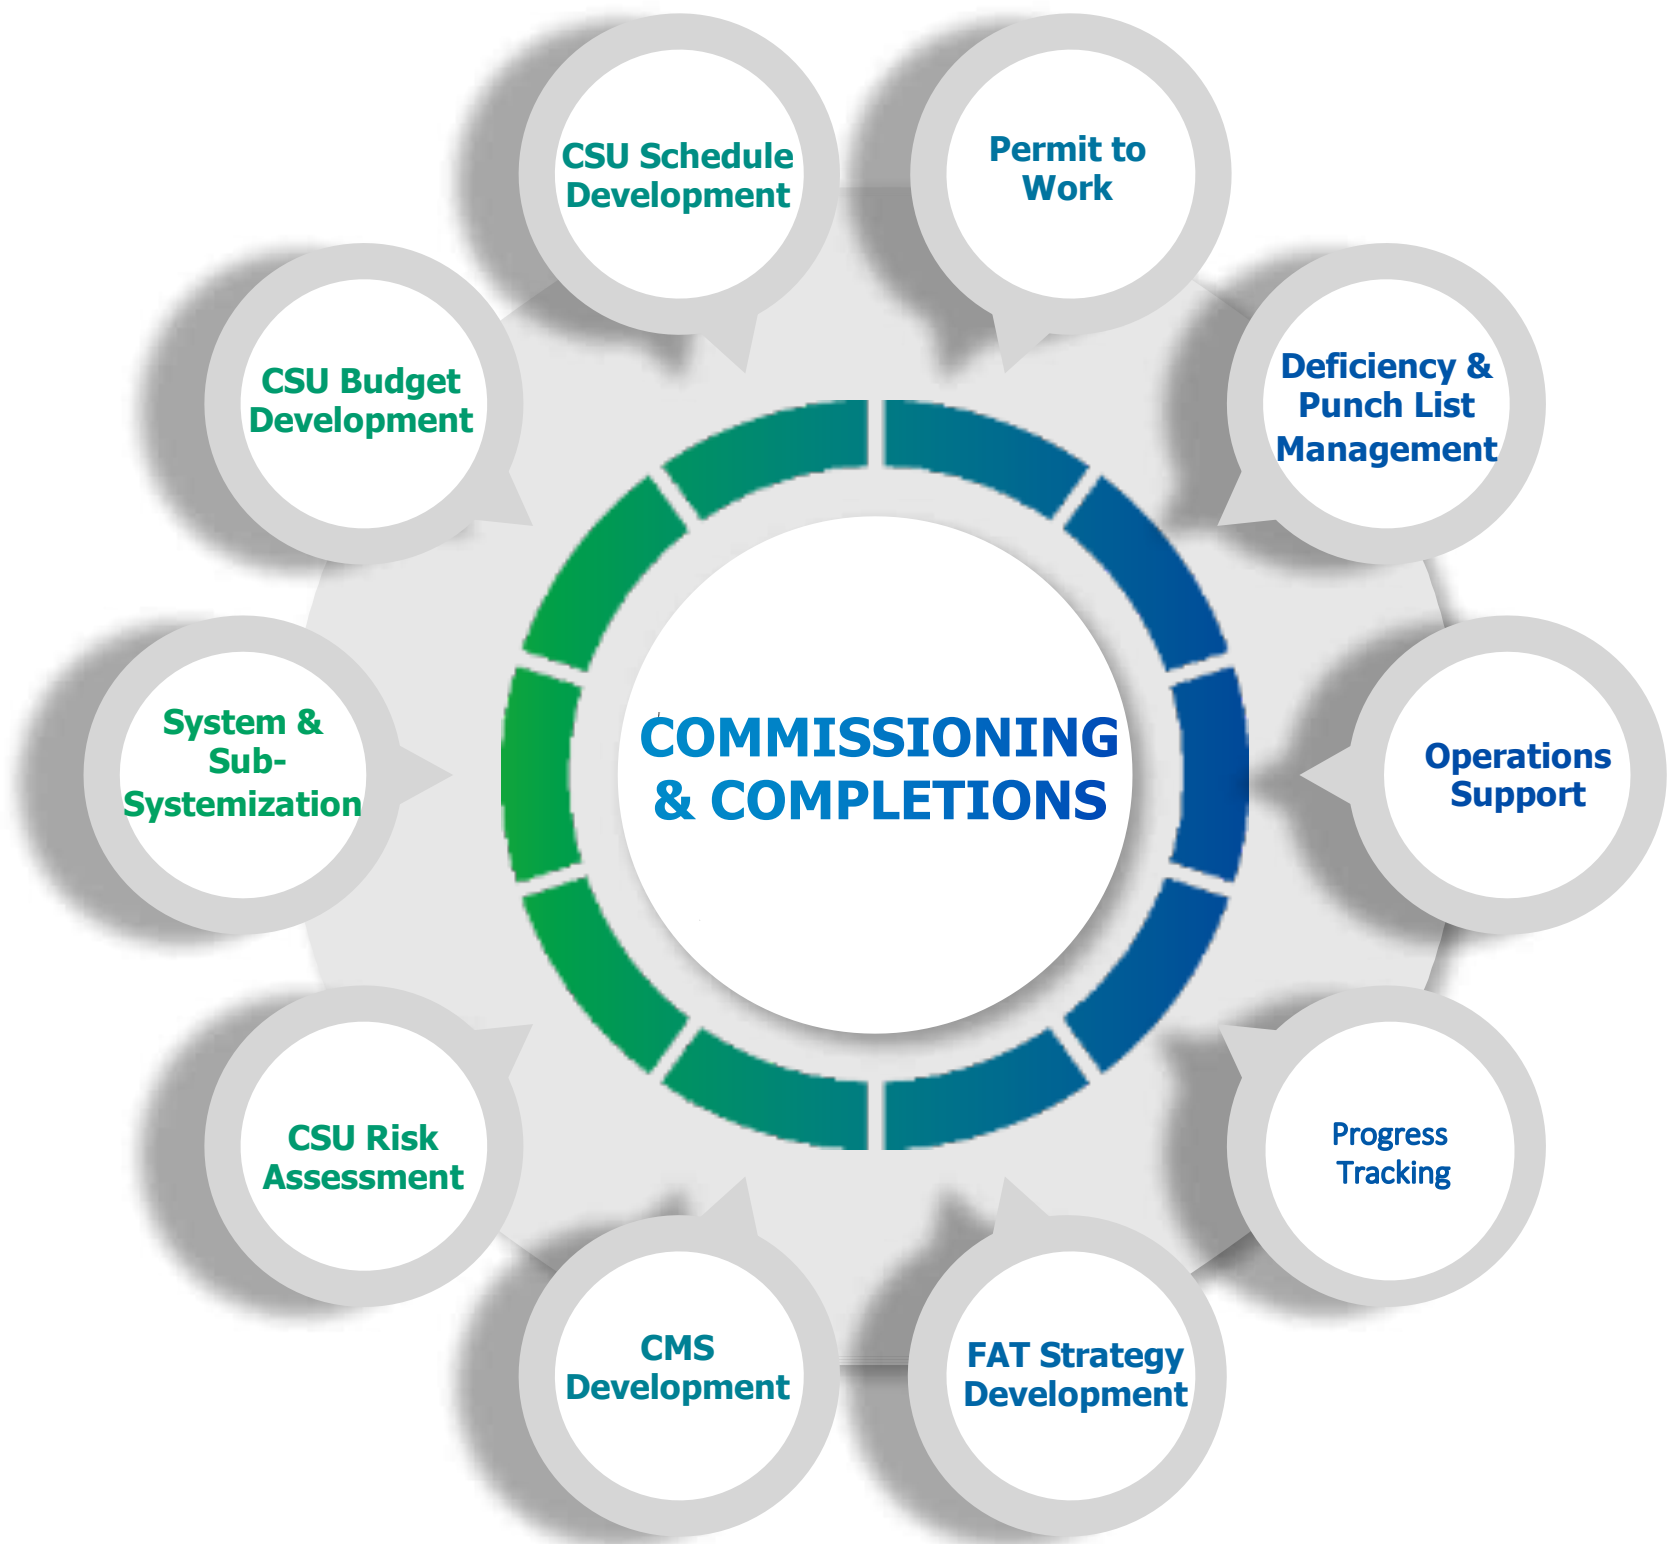 CSU Schedule
Development
Permit to
Work
CSU Budget
Development
Deficiency &
Punch List
Management
System &
Sub-
Systemization
COMMISSIONING
& COMPLETIONS
Operations
Support
CSU Risk
Assessment
Progress
Tracking
CMS
Development
FAT Strategy
Development